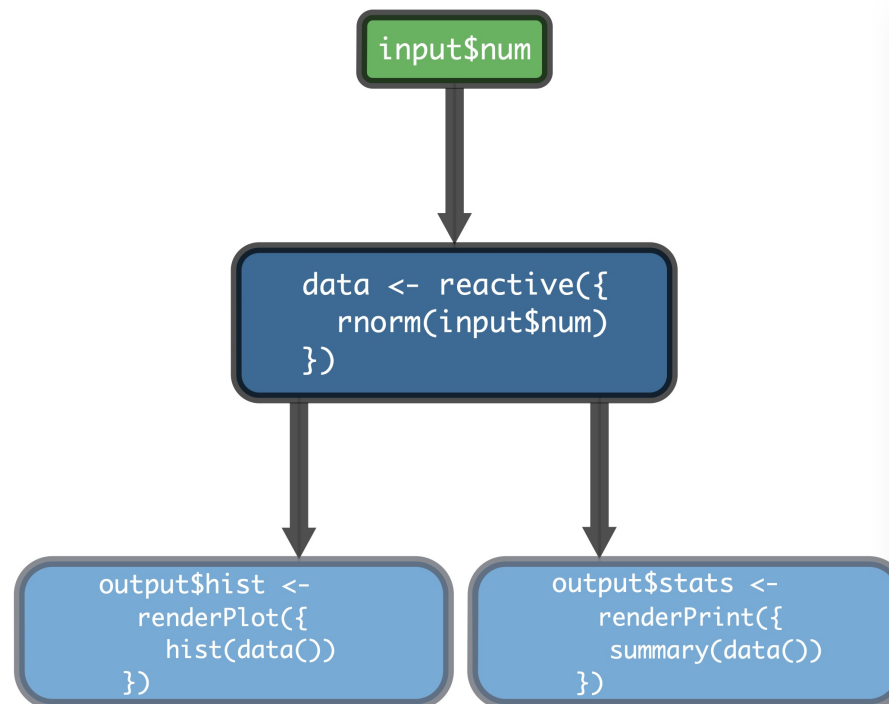 input$num
data <- reactive({
rnorm(input$num)
})
output$hist <-
renderPlot({
hist(data())
})
output$stats <-
renderPrint({
summary(data())
})